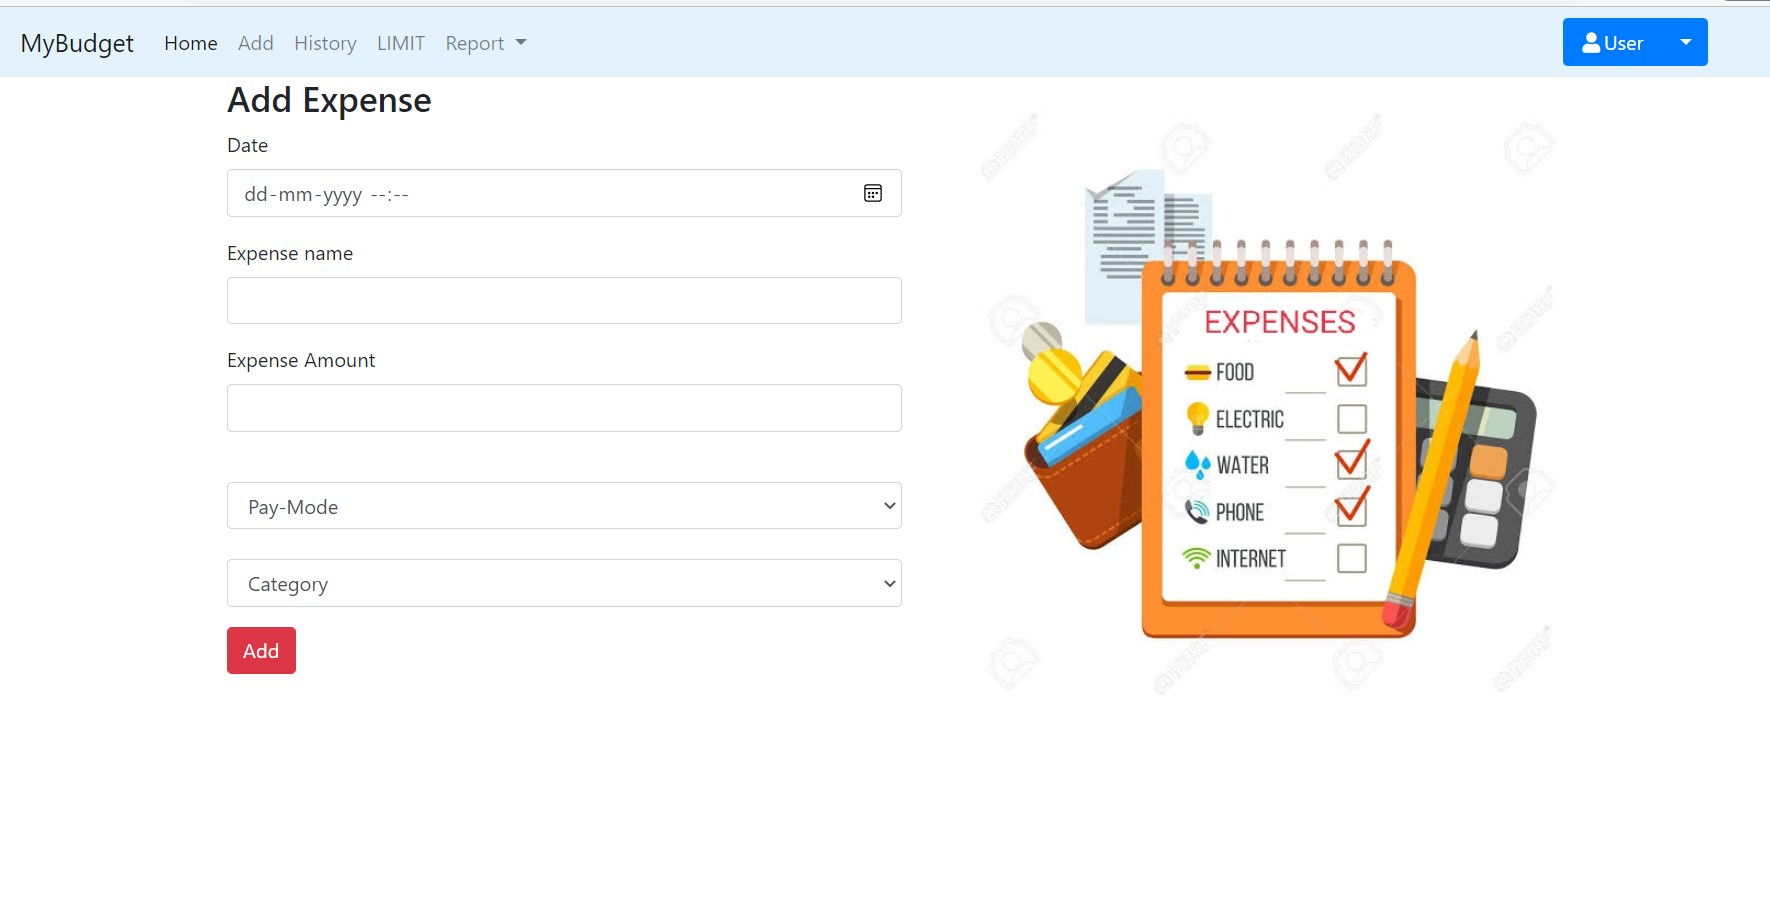 MyBudget Home Add History LIMIT Report User
Add Expense
Date
dd-mm-yyyy --:--
Expense name
Expense Amount
Pay-Mode
Category
Add
EXPENSES
FOOD
ELECTRIC
WATER
PHONE
INTERNET